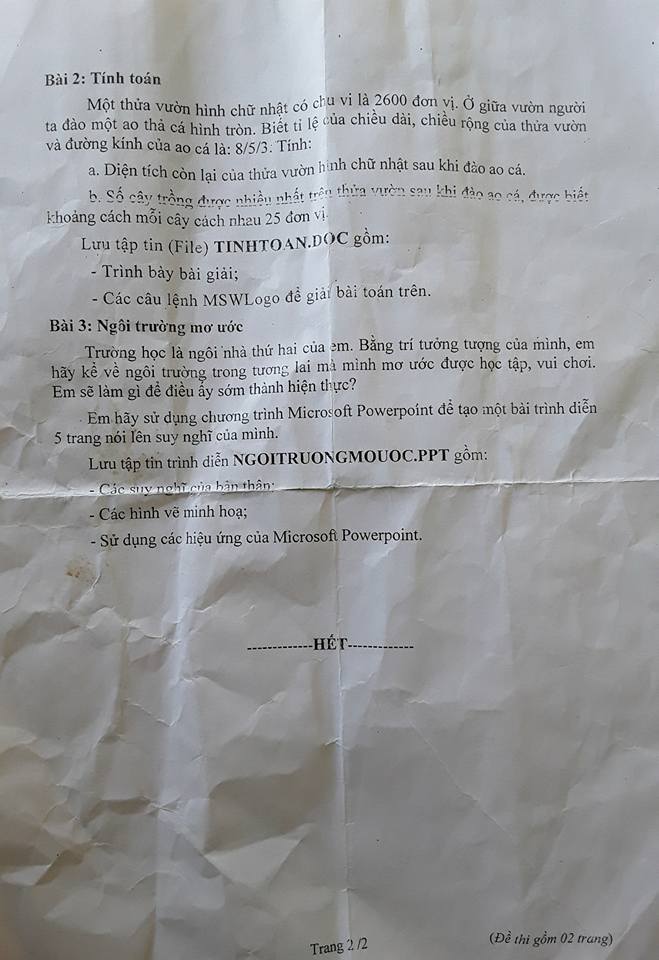 Bài 2: Tính toán
Một thửa vườn hình chữ nhật có chu vi là 2600 đơn vị. Ở giữa vườn người
ta đào một ao thả cá hình tròn. Biết tỉ lệ của chiều dài, chiều rộng của thửa vườn
và đường kính của ao cá là: 8/5/3. Tính:
a. Diện tích còn lại của thửa vườn hình chữ nhật sau khi đào ao cá.
b. Số cây trồng được nhiều nhất trên thửa vườn sau khi đào ao cá, được biết
khoảng cách mỗi cây cách nhau 25 đơn vị.
Lưu tập tin (File) TINHTOAN.DOC gồm:
- Trình bày bài giải;
- Các câu lệnh MSWLogo để giải bài toán trên.
Bài 3: Ngôi trường mơ ước
Trường học là ngôi nhà thứ hai của em. Bằng trí tưởng tượng của mình, em
hãy kể về ngôi trường trong tương lai mà mình mơ ước được học tập, vui chơi.
Em sẽ làm gì để điều ấy sớm thành hiện thực?
Em hãy sử dụng chương trình Microsoft Powerpoint để tạo một bài trình diễn
5 trang nói lên suy nghĩ của mình.
Lưu tập tin trình diễn NGOITRUONGMOUOC.PPT gồm:
- Các suy nghĩ của bản thân;
- Các hình vẽ minh hoạ;
- Sử dụng các hiệu ứng của Microsoft Powerpoint.
-------------HẾT-------------
(Đề thi gồm 02 trang)
Trang 2 /2